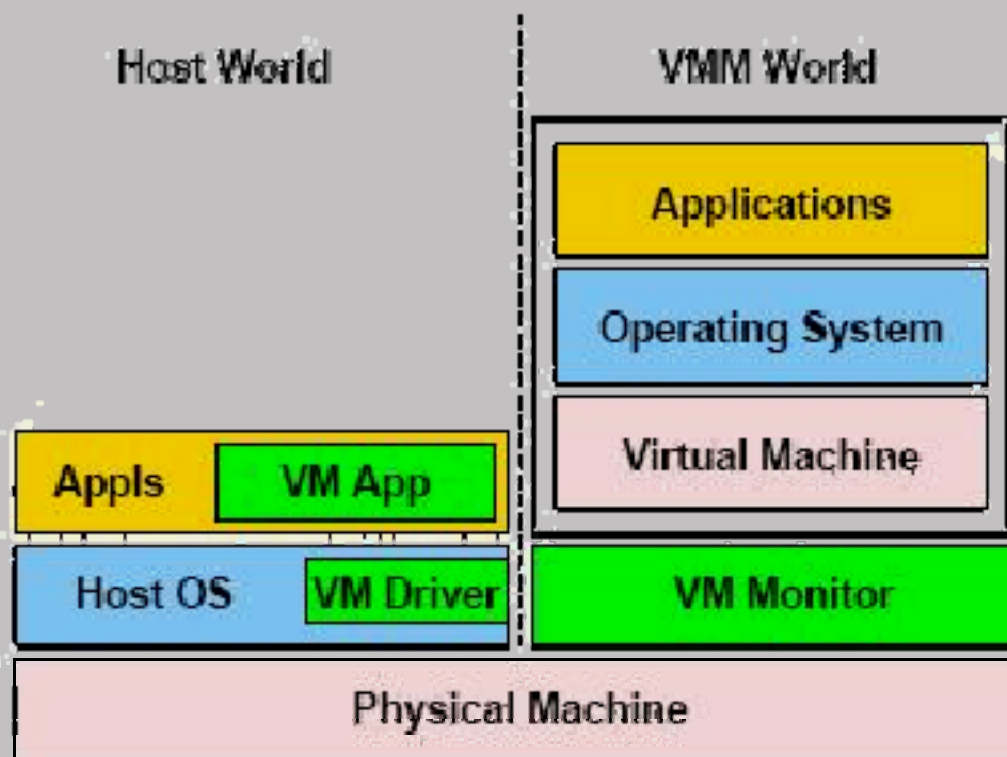 Host World
VMM World
Applications
Operating System
Virtual Machine
Appls
VM App
Host OS
VM Driver
VM Monitor
Physical Machine